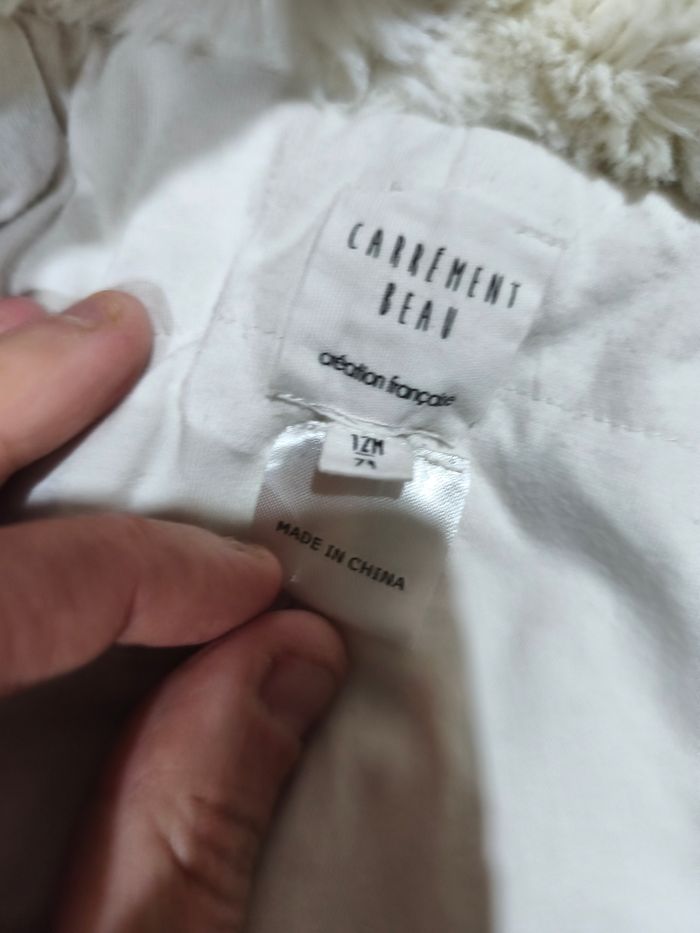 CARRÉMENT
BEAU
création française
12M
MADE IN CHINA